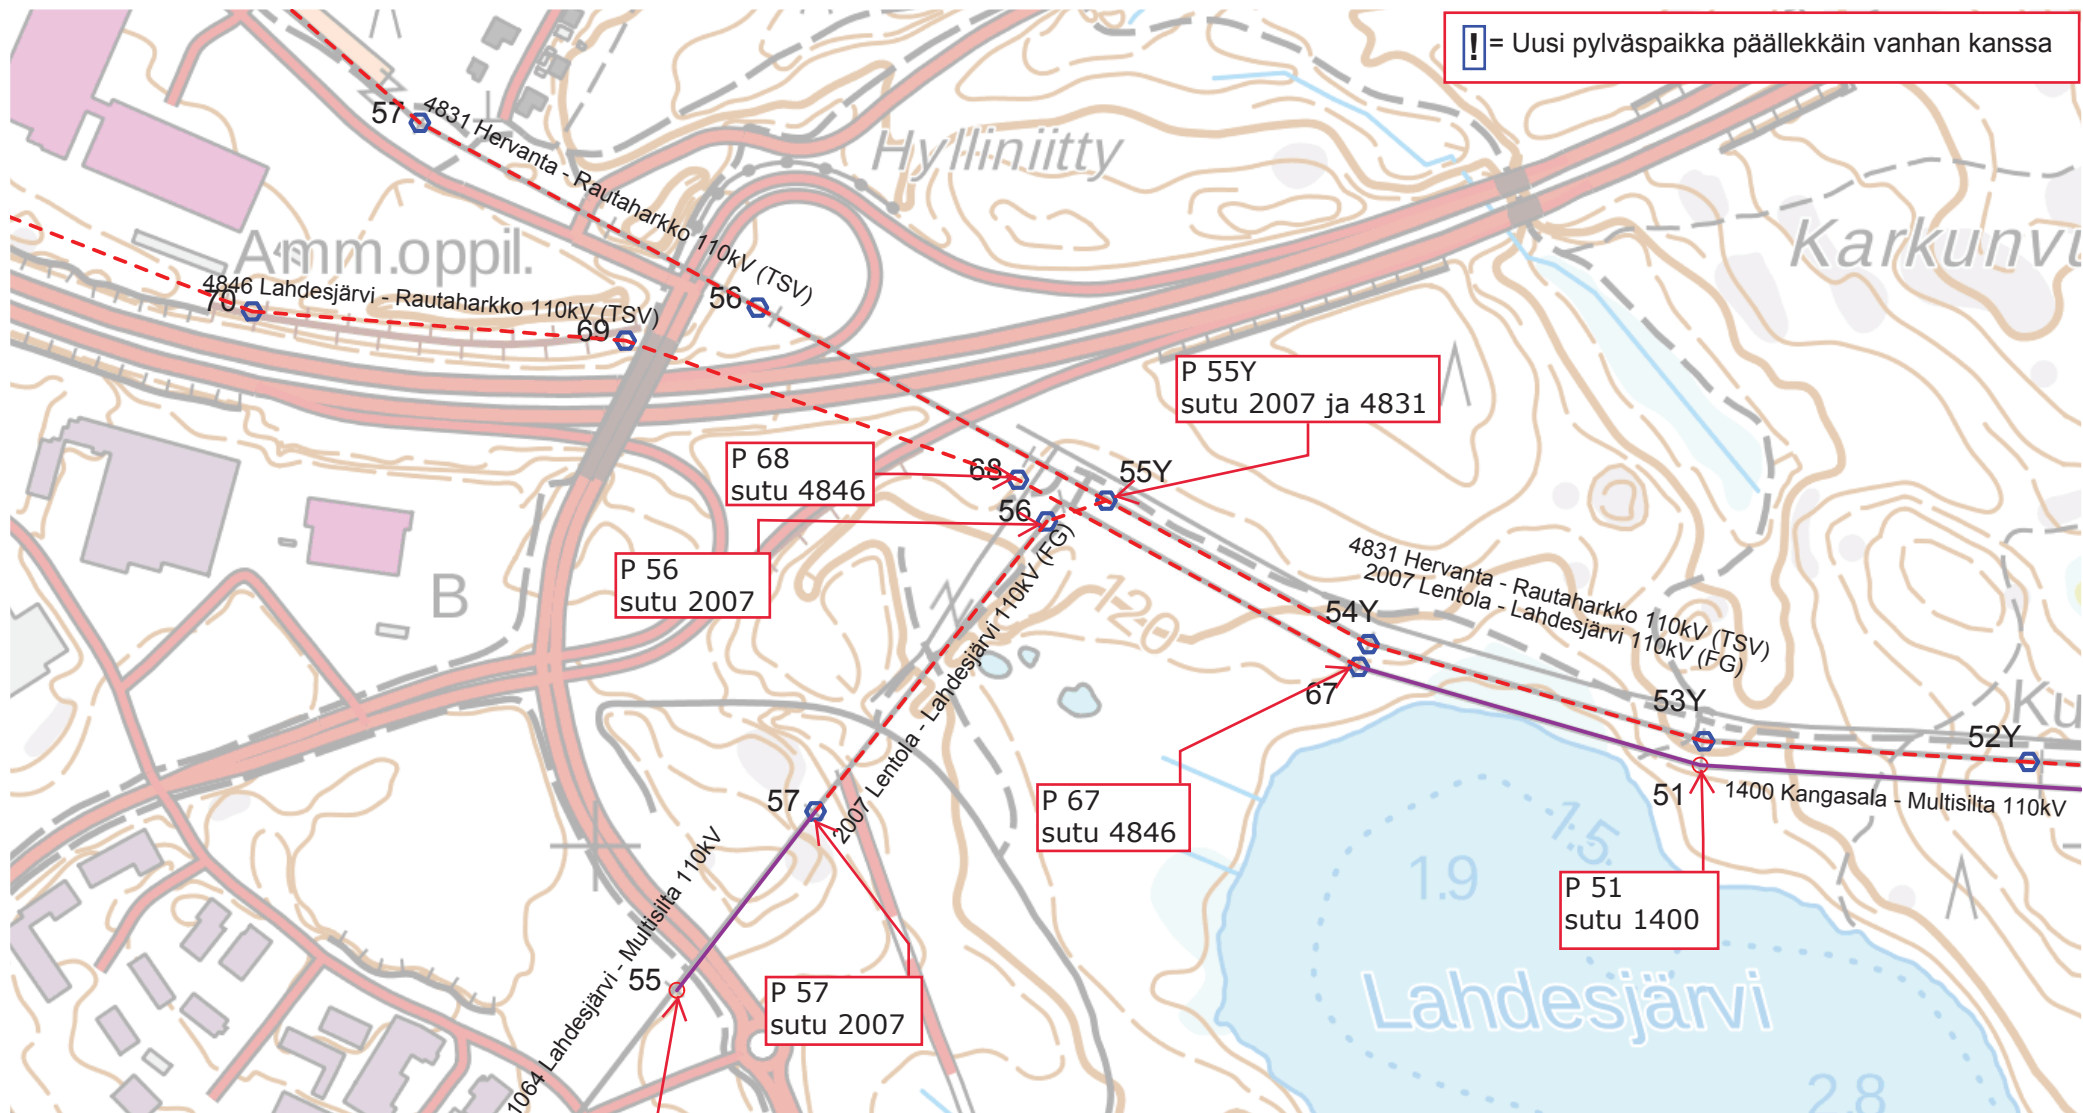 ! = Uusi pylväspaikka päällekkäin vanhan kanssa
57
4831 Hervanta - Rautaharkko 110kV (TSV)
Hylliniitty
Karkunvu
Amm.oppil.
4846 Lahdesjärvi - Rautaharkko 110kV (TSV)
70
69
56
P 55Y
sutu 2007 ja 4831
P 68
sutu 4846
68
55Y
56
P 56
sutu 2007
B
120
4831 Hervanta - Rautaharkko 110kV (TSV)
2007 Lentola - Lahdesjärvi 110kV (FG)
54Y
67
53Y
52Y
Ku
2007 Lentola - Lahdesjärvi 110kV (FG)
57
51
1400 Kangasala - Multisilta 110kV
P 67
sutu 4846
1.5
1.9
P 51
sutu 1400
1064 Lahdesjärvi - Multisilta 110kV
55
P 57
sutu 2007
Lahdesjärvi
2.8